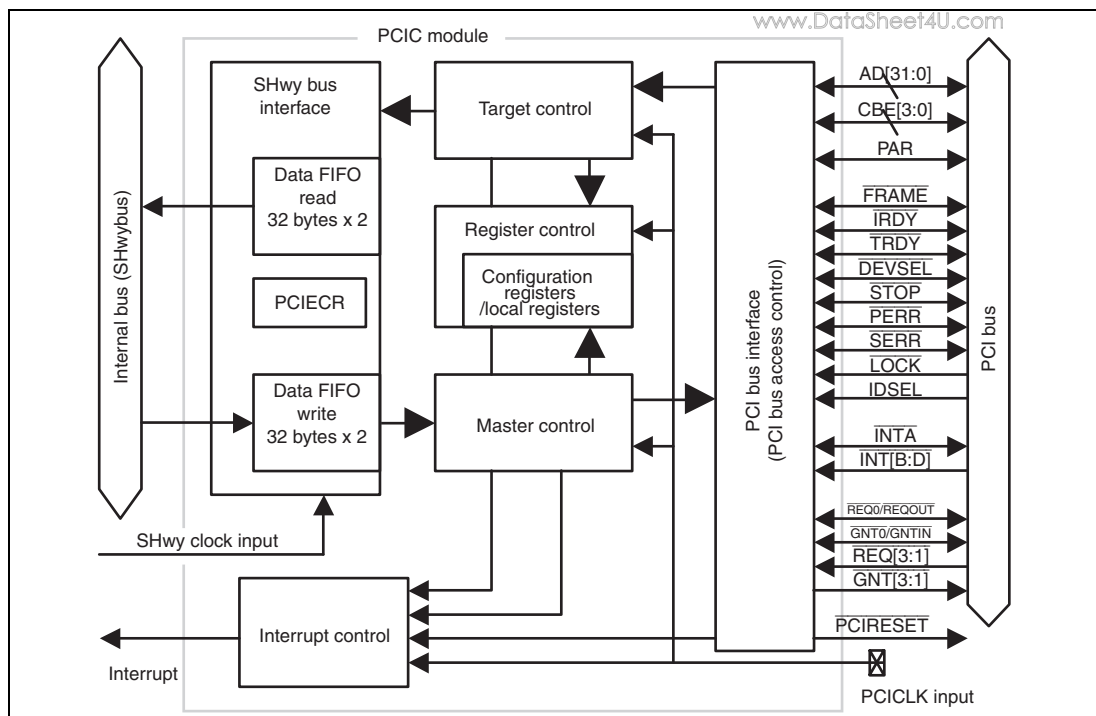 www.DataSheet4U.com
PCIC module
Internal bus (SHwybus)
SHwy bus
interface
Data FIFO
read
32 bytes x 2
PCIECR
Data FIFO
write
32 bytes x 2
SHwy clock input
Target control
Register control
Configuration
registers
/local registers
Master control
Interrupt control
Interrupt
PCI bus interface
(PCI bus access control)
AD[31:0]
CBE[3:0]
PAR
FRAME
IRDY
TRDY
DEVSEL
STOP
PERR
SERR
LOCK
IDSEL
INTA
INT[B:D]
REQ0/REQOUT
GNT0/GNTIN
REQ[3:1]
GNT[3:1]
PCIRESET
PCICLK input
PCI bus